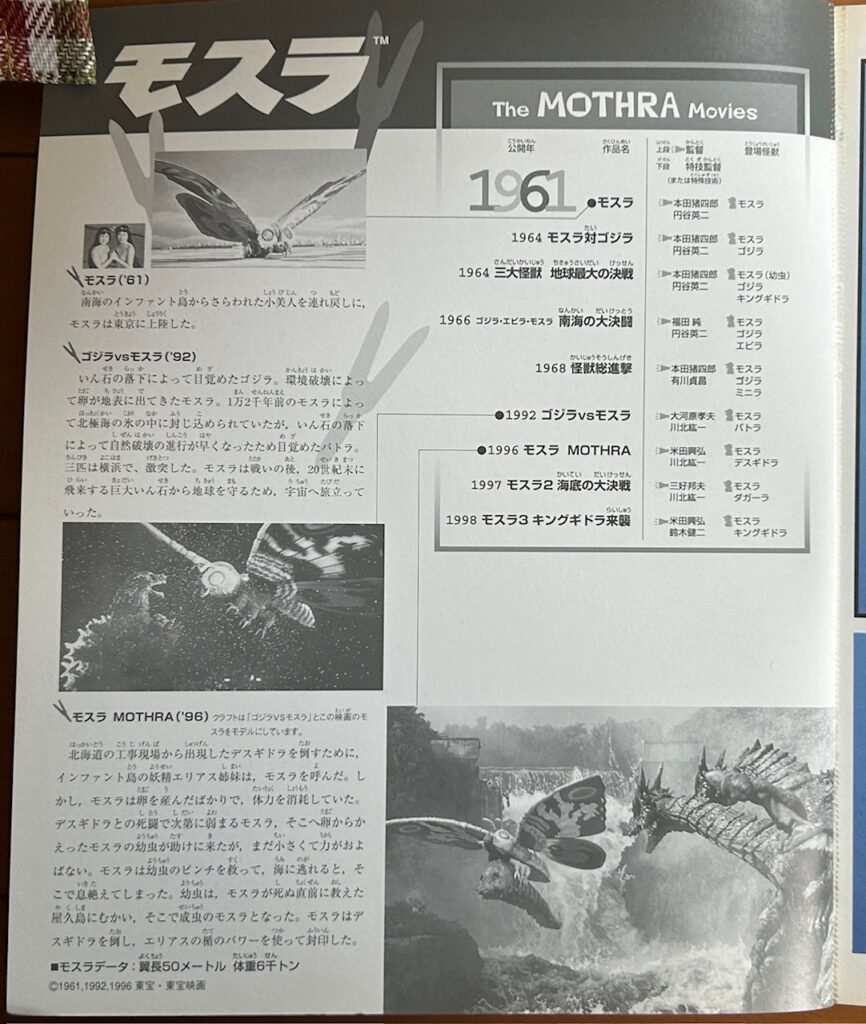 モスラ™
モスラ('61)
南海のインファント島からさらわれた小美人を連れ戻しに,
モスラは東京に上陸した。
ゴジラvsモスラ('92)
いん石の落下によって目覚めたゴジラ。環境破壊によっ
て卵が地表に出てきたモスラ。1万2千年前のモスラによっ
て北極海の氷の中に封じ込められていたが, いん石の落下
によって自然破壊の進行が早くなったため目覚めたバトラ。
三匹は横浜で, 激突した。モスラは戦いの後, 20世紀末に
飛来する巨大いん石から地球を守るため, 宇宙へ旅立って
いった。
モスラ MOTHRA('96) クラフトは「ゴジラVSモスラ」とこの映画のモ
スラをモデルにしています。
北海道の工事現場から出現したデスギドラを倒すために,
インファント島の妖精エリアス姉妹は, モスラを呼んだ。し
かし, モスラは卵を産んだばかりで, 体力を消耗していた。
デスギドラとの死闘で次第に弱まるモスラ, そこへ卵からか
えったモスラの幼虫が助けに来たが, まだ小さくて力がおよ
ばない。モスラは幼虫のピンチを救って, 海に逃れると, そ
こで息絶えてしまった。幼虫は, モスラが死ぬ直前に教えた
屋久島にむかい, そこで成虫のモスラとなった。モスラはデ
スギドラを倒し, エリアスの楯のパワーを使って封印した。
■モスラデータ:翼長50メートル 体重6千トン
©1961,1992,1996 東宝・東宝映画
The MOTHRA Movies
公開年 作品名 上段 監督 登場怪獣
下段 特技監督
(または特殊技術)
1961 モスラ 本田猪四郎 モスラ
円谷英二
1964 モスラ対ゴジラ 本田猪四郎 モスラ
円谷英二 ゴジラ
1964 三大怪獣 地球最大の決戦 本田猪四郎 モスラ(幼虫)
円谷英二 ゴジラ
キングギドラ
1966 ゴジラ・エビラ・モスラ 南海の大決闘 福田 純 モスラ
円谷英二 ゴジラ
エビラ
1968 怪獣総進撃 本田猪四郎 モスラ
有川貞昌 ゴジラ
ミニラ
1992 ゴジラvsモスラ 大河原孝夫 モスラ
川北紘一 バトラ
1996 モスラ MOTHRA 米田興弘 モスラ
川北紘一 デスギドラ
1997 モスラ2 海底の大決戦 三好邦夫 モスラ
川北紘一 ダガーラ
1998 モスラ3 キングギドラ来襲 米田興弘 モスラ
鈴木健二 キングギドラ